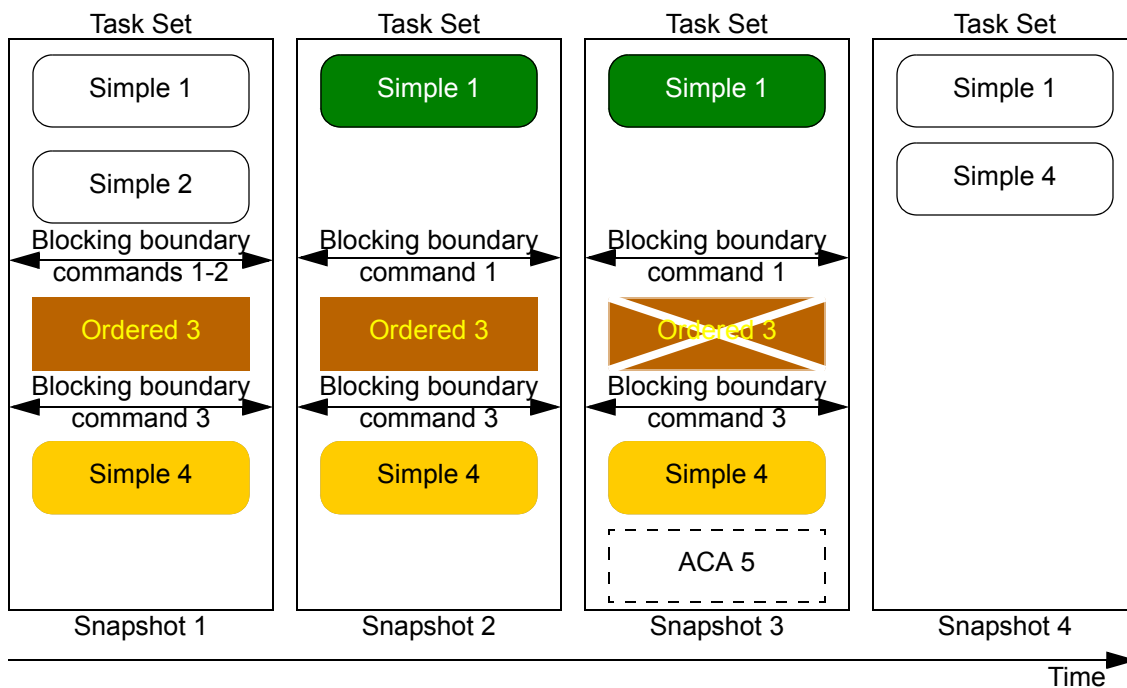 Task Set
Simple 1
Simple 2
Blocking boundary
commands 1-2
Ordered 3
Blocking boundary
command 3
Simple 4
Snapshot 1
Task Set
Simple 1
Blocking boundary
command 1
Ordered 3
Blocking boundary
command 3
Simple 4
Snapshot 2
Task Set
Simple 1
Blocking boundary
command 1
Ordered 3
Blocking boundary
command 3
Simple 4
ACA 5
Snapshot 3
Task Set
Simple 1
Simple 4
Snapshot 4
Time